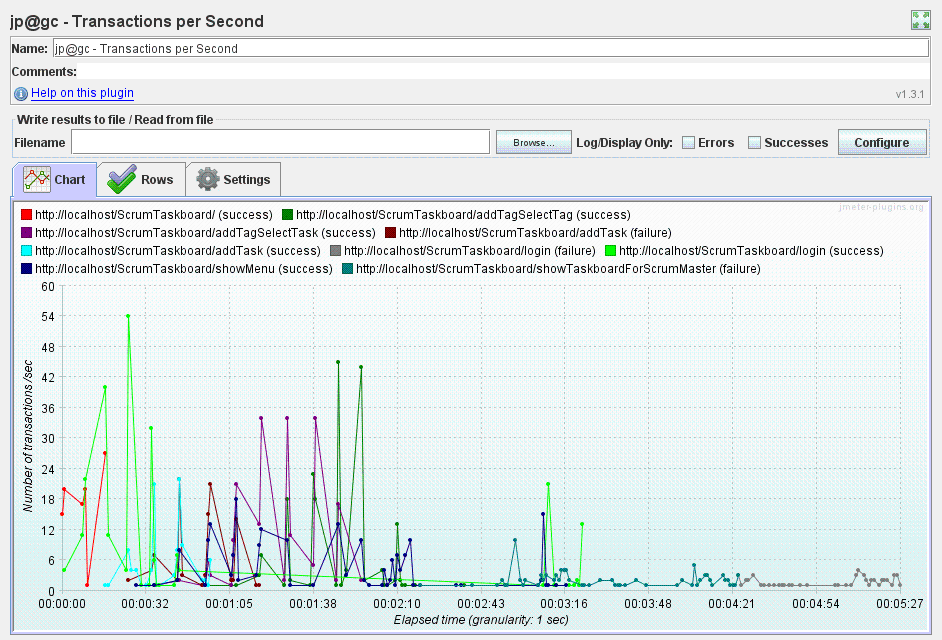 jp@gc - Transactions per Second
Name: jp@gc - Transactions per Second
Comments:
Help on this plugin v1.3.1
Write results to file / Read from file
Filename Browse... Log/Display Only: Errors Successes Configure
Chart Rows Settings
jmeter-plugins.org
http://localhost/ScrumTaskboard/ (success) http://localhost/ScrumTaskboard/addTagSelectTag (success)
http://localhost/ScrumTaskboard/addTagSelectTask (success) http://localhost/ScrumTaskboard/addTask (failure)
http://localhost/ScrumTaskboard/addTask (success) http://localhost/ScrumTaskboard/login (failure) http://localhost/ScrumTaskboard/login (success)
http://localhost/ScrumTaskboard/showMenu (success) http://localhost/ScrumTaskboard/showTaskboardForScrumMaster (failure)
60
54
48
42
36
30
24
18
12
6
0
Number of transactions /sec
00:00:00 00:00:32 00:01:05 00:01:38 00:02:10 00:02:43 00:03:16 00:03:48 00:04:21 00:04:54 00:05:27
Elapsed time (granularity: 1 sec)